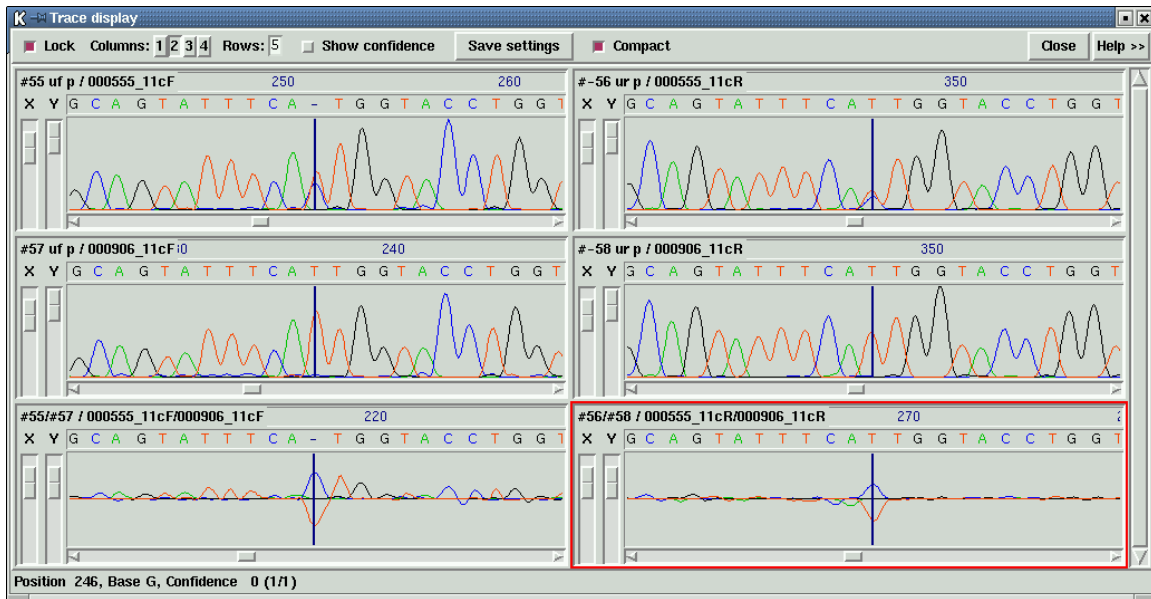 K Trace display
Lock Columns: 1 2 3 4 Rows: 5 Show confidence Save settings Compact Close Help >>
#55 uf p / 000555_11cF 250 260
X Y G C A G T A T T T C A - T G G T A C C T G G T
#-56 ur p / 000555_11cR 350
X Y G C A G T A T T T C A T T G G T A C C T G G T
#57 uf p / 000906_11cF 240
X Y G C A G T A T T T C A T T G G T A C C T G G T
#-58 ur p / 000906_11cR 350
X Y G C A G T A T T T C A T T G G T A C C T G G T
#55/#57 / 000555_11cF/000906_11cF 220
X Y G C A G T A T T T C A - T G G T A C C T G G T
#56/#58 / 000555_11cR/000906_11cR 270
X Y G C A G T A T T T C A T T G G T A C C T G G T
Position 246, Base G, Confidence 0 (1/1)